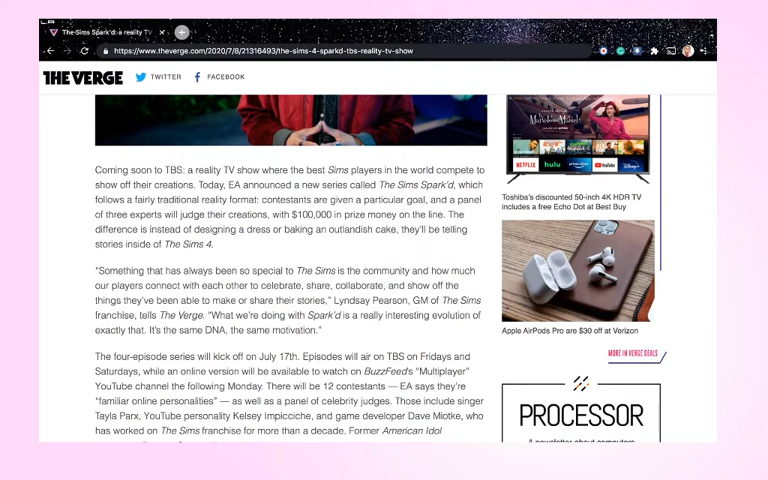 The Sims Spark'd: a reality TV
https://www.theverge.com/2020/7/8/21316493/the-sims-4-sparkd-tbs-reality-tv-show
THE VERGE
TWITTER
FACEBOOK
Coming soon to TBS: a reality TV show where the best Sims players in the world compete to
show off their creations. Today, EA announced a new series called The Sims Spark'd, which
follows a fairly traditional reality format: contestants are given a particular goal, and a panel
of three experts will judge their creations, with $100,000 in prize money on the line. The
difference is instead of designing a dress or baking an outlandish cake, they'll be telling
stories inside of The Sims 4.
“Something that has always been so special to The Sims is the community and how much
our players connect with each other to celebrate, share, collaborate, and show off the
things they've been able to make or share their stories,” Lyndsay Pearson, GM of The Sims
franchise, tells The Verge. “What we're doing with Spark'd is a really interesting evolution of
exactly that. It's the same DNA, the same motivation.”
The four-episode series will kick off on July 17th. Episodes will air on TBS on Fridays and
Saturdays, while an online version will be available to watch on BuzzFeed's “Multiplayer”
YouTube channel the following Monday. There will be 12 contestants — EA says they're
“familiar online personalities” — as well as a panel of celebrity judges. Those include singer
Tayla Parx, YouTube personality Kelsey Impicciche, and game developer Dave Miotke, who
has worked on The Sims franchise for more than a decade. Former American Idol
NETFLIX
hulu
prime video
YouTube
Disney+
Toshiba's discounted 50-inch 4K HDR TV
includes a free Echo Dot at Best Buy
Apple AirPods Pro are $30 off at Verizon
MORE IN VERGE DEALS
PROCESSOR
A newsletter about computers